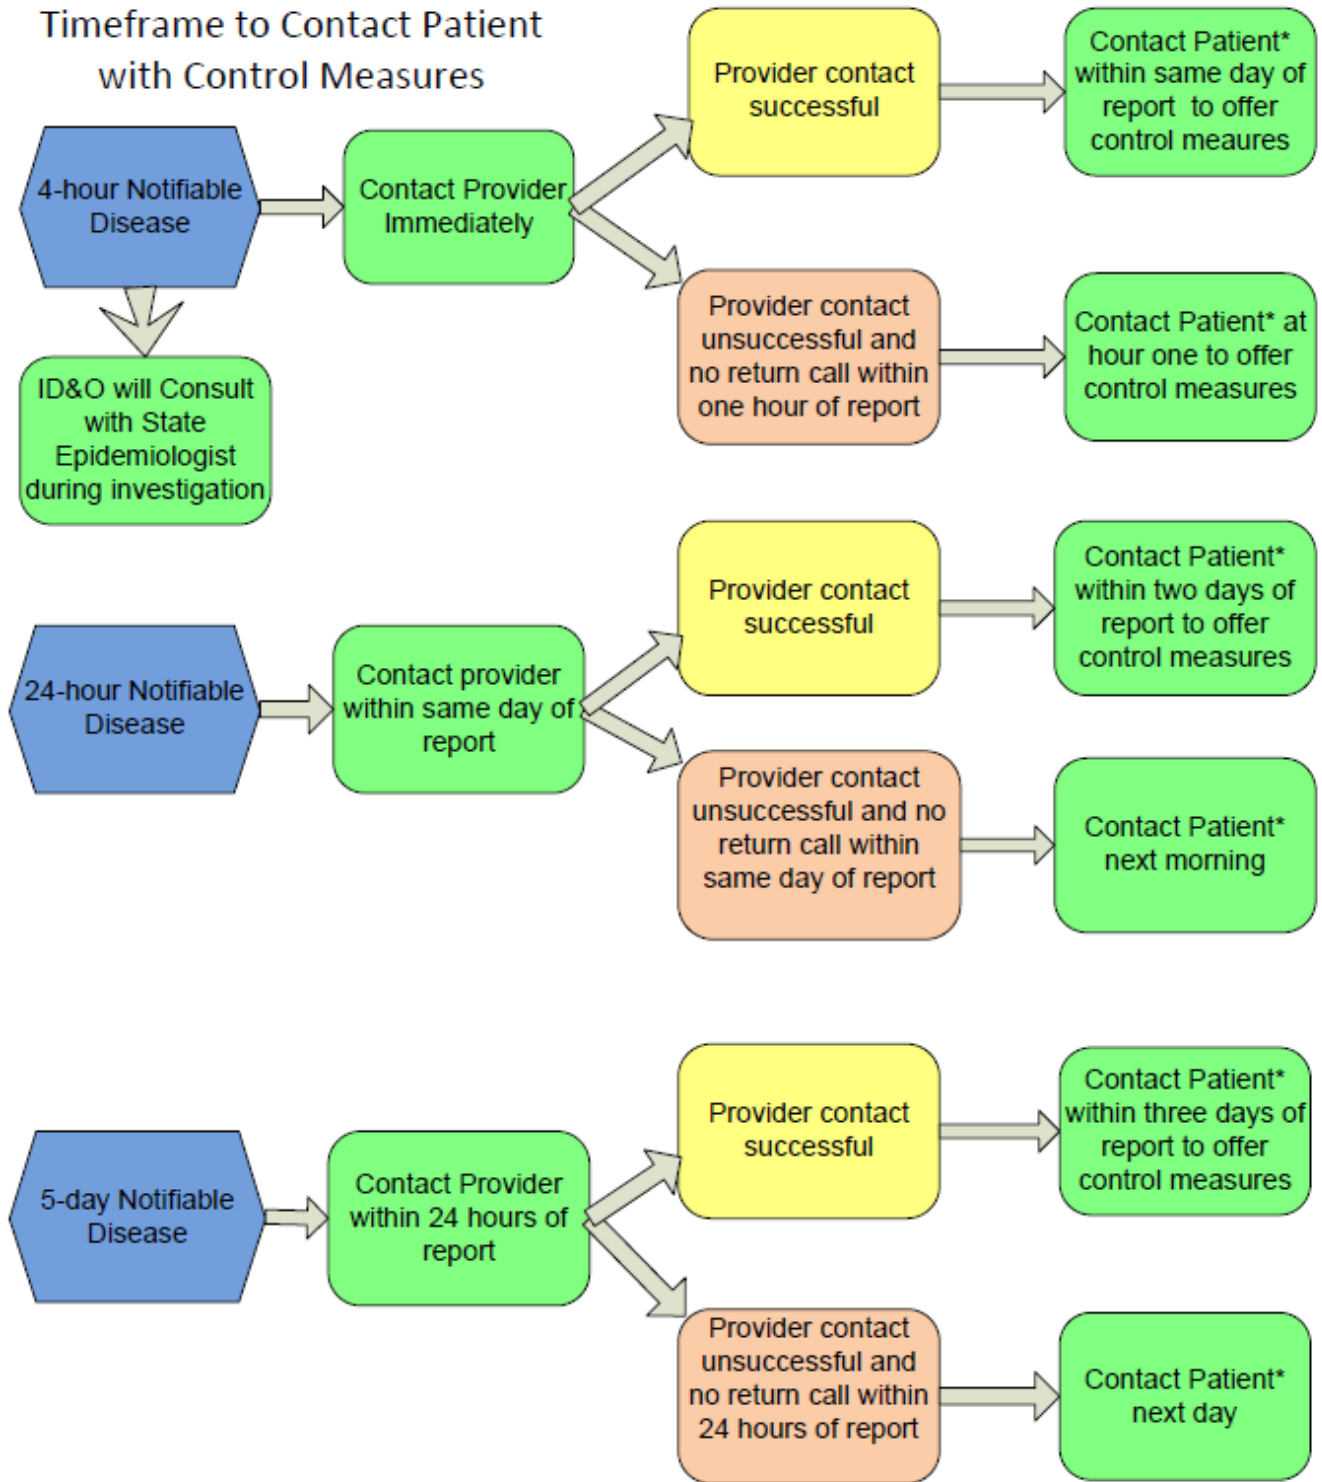 Timeframe to Contact Patient
with Control Measures
4-hour Notifiable
Disease
Contact Provider
Immediately
Provider contact
successful
Contact Patient*
within same day of
report to offer
control meaures
Provider contact
unsuccessful and
no return call within
one hour of report
Contact Patient* at
hour one to offer
control measures
ID&O will Consult
with State
Epidemiologist
during investigation
24-hour Notifiable
Disease
Contact provider
within same day of
report
Provider contact
successful
Contact Patient*
within two days of
report to offer
control measures
Provider contact
unsuccessful and no
return call within
same day of report
Contact Patient*
next morning
5-day Notifiable
Disease
Contact Provider
within 24 hours of
report
Provider contact
successful
Contact Patient*
within three days of
report to offer
control measures
Provider contact
unsuccessful and
no return call within
24 hours of report
Contact Patient*
next day